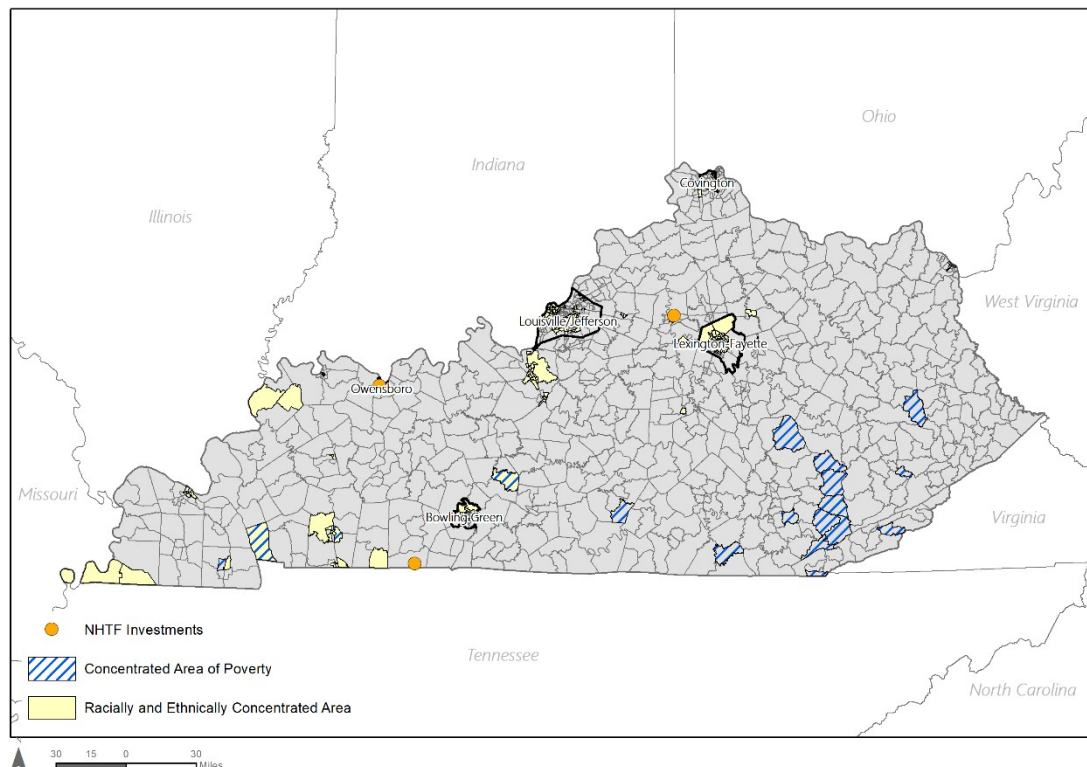 Ohio
Indiana
Covington
Illinois
West Virginia
Louisville/Jefferson
Lexington-Fayette
Owensboro
Missouri
Bowling Green
Virginia
NHTF Investments
Tennessee
Concentrated Area of Poverty
North Carolina
Racially and Ethnically Concentrated Area
30 15 0 30
Miles